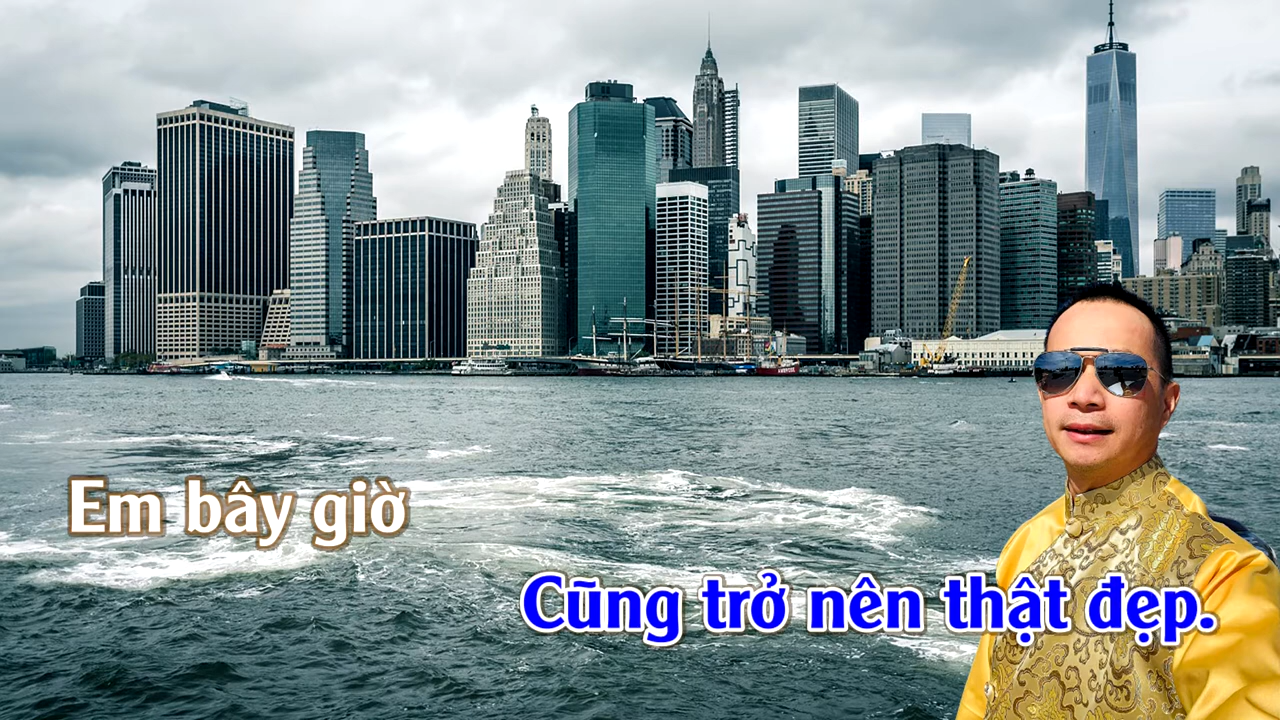 Em bây giờ
Cũng trở nên thật đẹp.